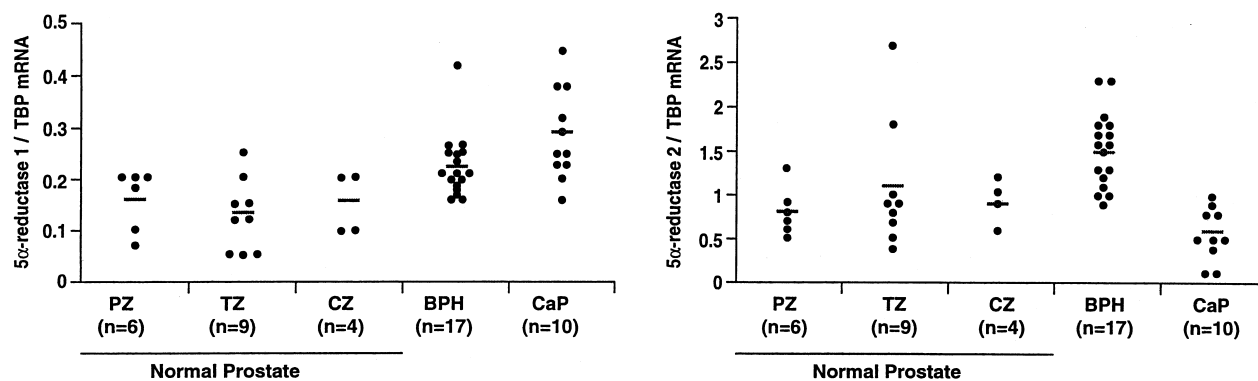 5α-reductase 1 / TBP mRNA
0.5
0.4
0.3
0.2
0.1
0
PZ TZ CZ BPH CaP
(n=6) (n=9) (n=4) (n=17) (n=10)
Normal Prostate
5α-reductase 2 / TBP mRNA
3
2.5
2
1.5
1
0.5
0
PZ TZ CZ BPH CaP
(n=6) (n=9) (n=4) (n=17) (n=10)
Normal Prostate